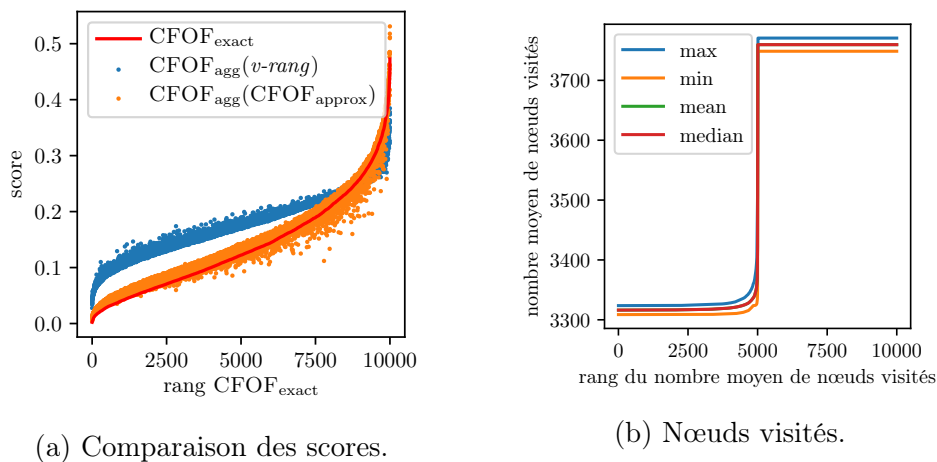 CFOF_exact
CFOF_agg(v-rang)
CFOF_agg(CFOF_approx)
0.5
0.4
0.3
0.2
0.1
0.0
score
0
2500
5000
7500
10000
rang CFOF_exact
(a) Comparaison des scores.
max
min
mean
median
3700
3600
3500
3400
3300
nombre moyen de nœuds visités
0
2500
5000
7500
10000
rang du nombre moyen de nœuds visités
(b) Nœuds visités.